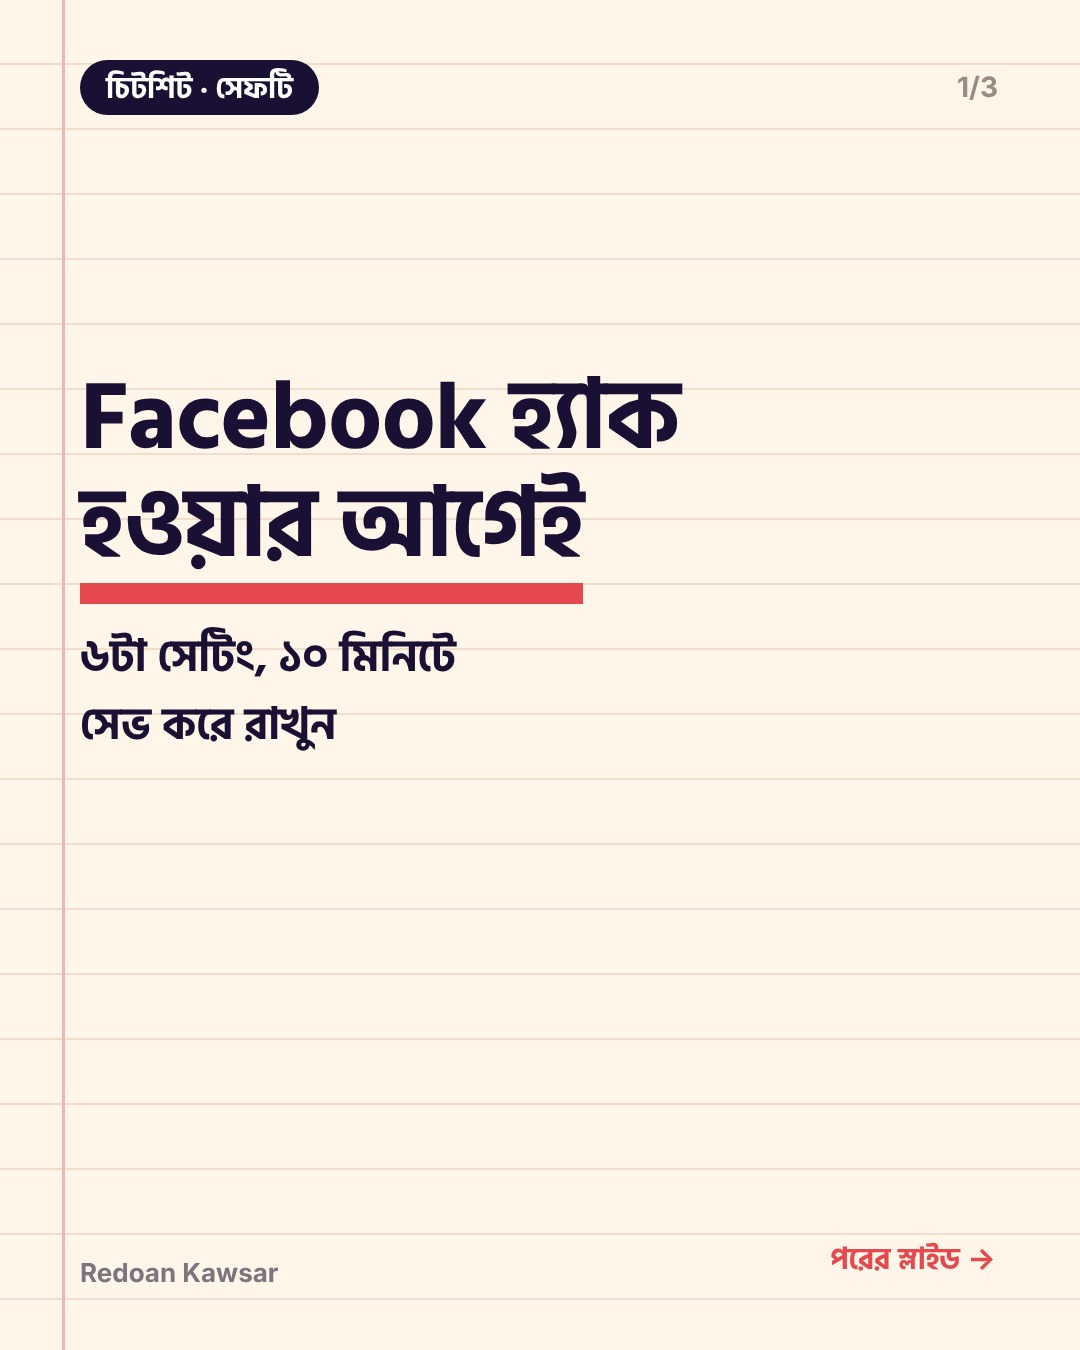 চিটশিট · সেফটি
1/3
Facebook হ্যাক
হওয়ার আগেই
৬টা সেটিং, ১০ মিনিটে
সেভ করে রাখুন
Redoan Kawsar
পরের স্লাইড →